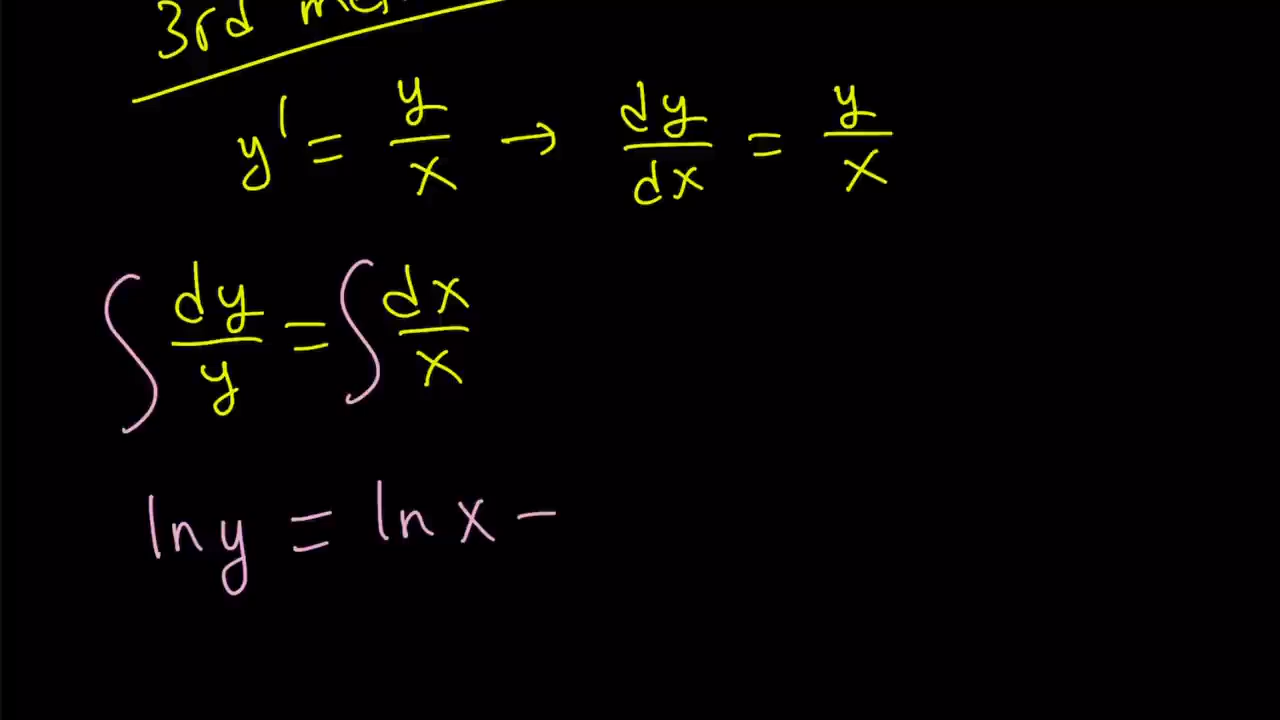 3rd
y' = y/x → dy/dx = y/x
∫ dy/y = ∫ dx/x
ln y = ln x −